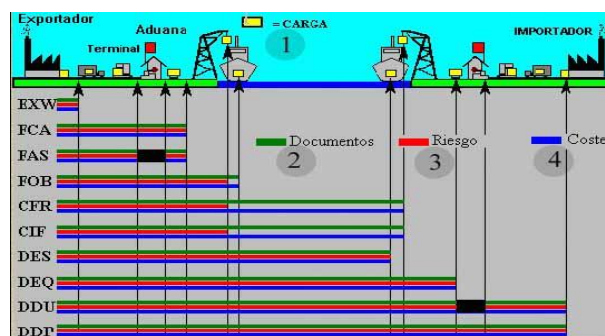 Exportador
Aduana
= CARGA
Terminal
1
IMPORTADOR
EXW
FCA
Documentos
Riesgo
Coste
FAS
2
3
4
FOB
CFR
CIF
DES
DEQ
DDU
DDP